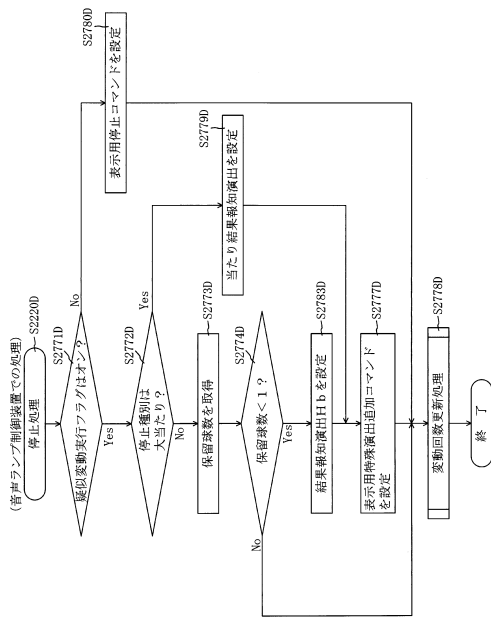 (音声ランプ制御装置での処理)
停止処理
S2220D
疑似変動実行フラグはオン?
S2771D
No
Yes
表示用停止コマンドを設定
S2780D
停止種別は
大当たり?
S2772D
Yes
No
当たり結果報知演出を設定
S2779D
保留球数を取得
S2773D
保留球数<1?
S2774D
No
Yes
結果報知演出Hbを設定
S2783D
表示用特殊演出追加コマンド
を設定
S2777D
変動回数更新処理
S2778D
終了